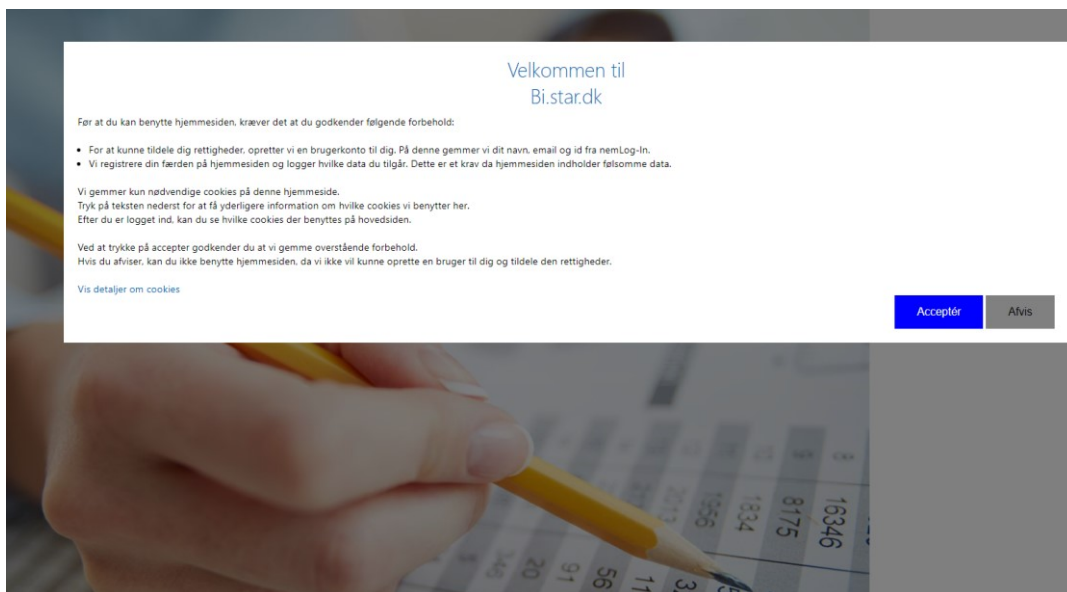 Velkommen til
Bi.star.dk
Før at du kan benytte hjemmesiden, kræver det at du godkender følgende forbehold:
• For at kunne tildele dig rettigheder, opretter vi en brugerkonto til dig. På denne gemmer vi dit navn, email og id fra nemLog-In.
• Vi registrere din færden på hjemmesiden og logger hvilke data du tilgår. Dette er et krav da hjemmesiden indholder følsomme data.
Vi gemmer kun nødvendige cookies på denne hjemmeside.
Tryk på teksten nederst for at få yderligere information om hvilke cookies vi benytter her.
Efter du er logget ind, kan du se hvilke cookies der benyttes på hovedsiden.
Ved at trykke på accepter godkender du at vi gemme overstående forbehold.
Hvis du afviser, kan du ikke benytte hjemmesiden, da vi ikke vil kunne oprette en bruger til dig og tildele den rettigheder.
Vis detaljer om cookies
Acceptér Afvis
16346
8175
1834
1956
20
91
56